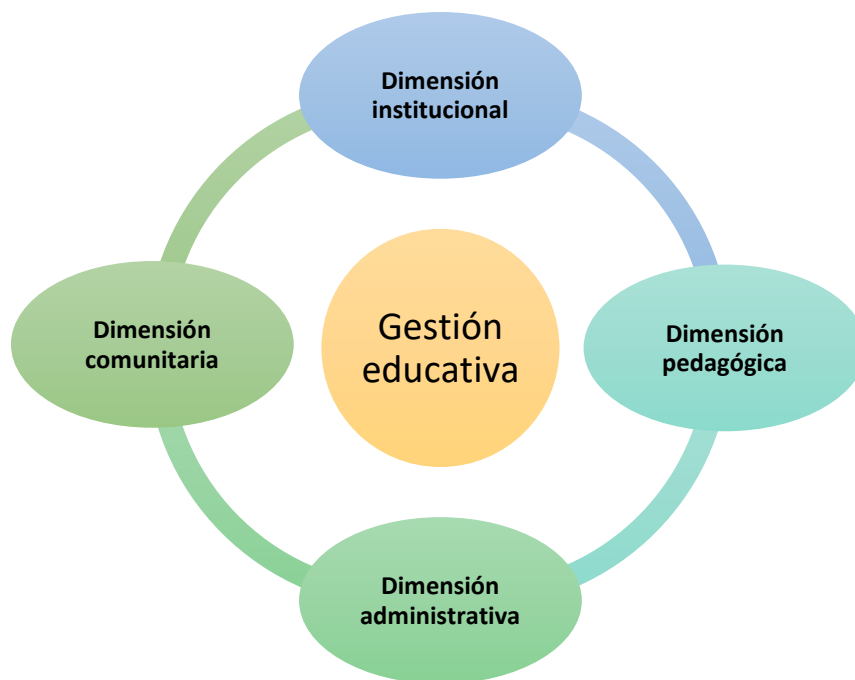 Dimensión
institucional
Dimensión
comunitaria
Gestión
educativa
Dimensión
pedagógica
Dimensión
administrativa